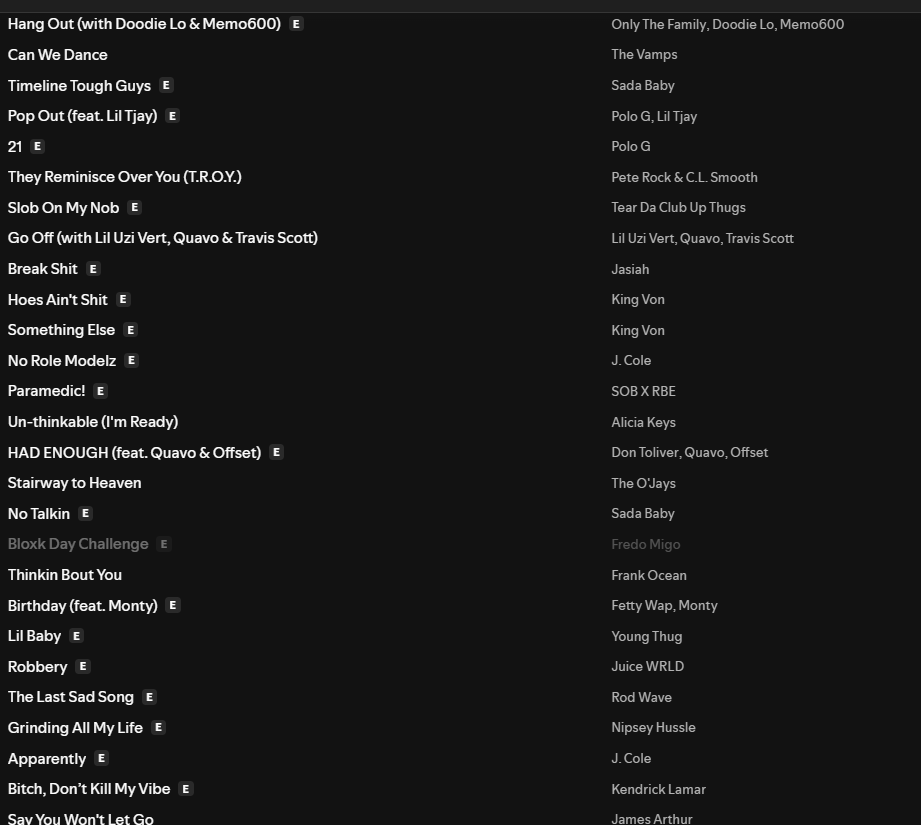 Hang Out (with Doodie Lo & Memo600) E Only The Family, Doodie Lo, Memo600
Can We Dance The Vamps
Timeline Tough Guys E Sada Baby
Pop Out (feat. Lil Tjay) E Polo G, Lil Tjay
21 E Polo G
They Reminisce Over You (T.R.O.Y.) Pete Rock & C.L. Smooth
Slob On My Nob E Tear Da Club Up Thugs
Go Off (with Lil Uzi Vert, Quavo & Travis Scott) Lil Uzi Vert, Quavo, Travis Scott
Break Shit E Jasiah
Hoes Ain't Shit E King Von
Something Else E King Von
No Role Modelz E J. Cole
Paramedic! E SOB X RBE
Un-thinkable (I'm Ready) Alicia Keys
HAD ENOUGH (feat. Quavo & Offset) E Don Toliver, Quavo, Offset
Stairway to Heaven The O'Jays
No Talkin E Sada Baby
Bloxk Day Challenge E Fredo Migo
Thinkin Bout You Frank Ocean
Birthday (feat. Monty) E Fetty Wap, Monty
Lil Baby E Young Thug
Robbery E Juice WRLD
The Last Sad Song E Rod Wave
Grinding All My Life E Nipsey Hussle
Apparently E J. Cole
Bitch, Don’t Kill My Vibe E Kendrick Lamar
Say You Won't Let Go James Arthur